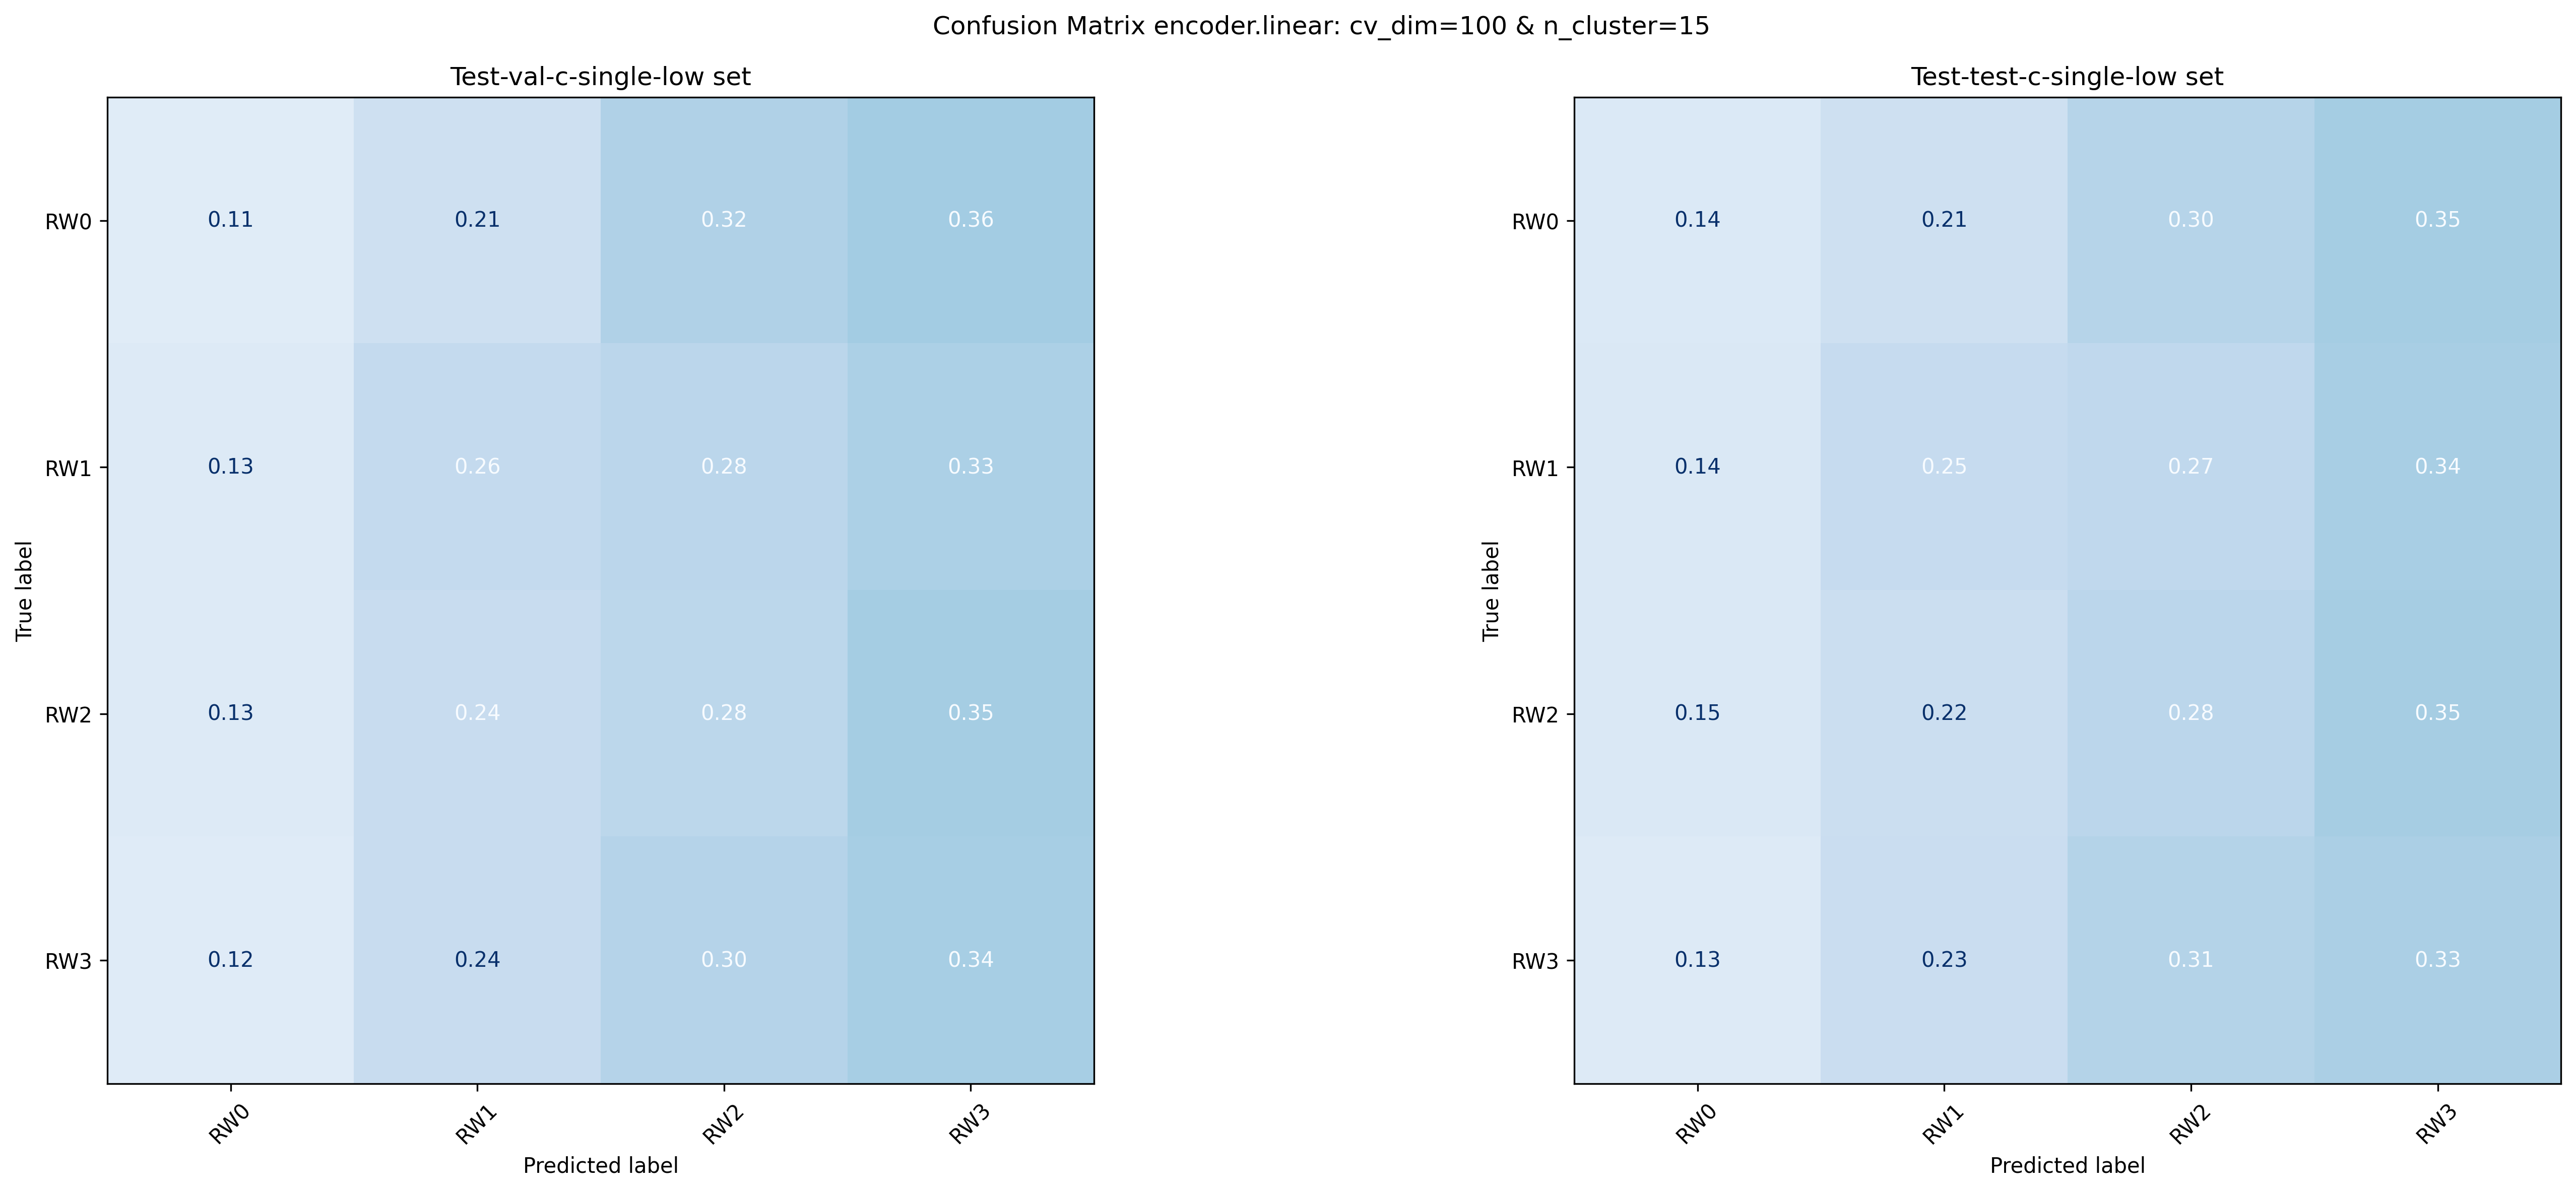 Confusion Matrix encoder.linear: cv_dim=100 & n_cluster=15
Test-val-c-single-low set
True label
RW0 0.11 0.21 0.32 0.36
RW1 0.13 0.26 0.28 0.33
RW2 0.13 0.24 0.28 0.35
RW3 0.12 0.24 0.30 0.34
RW0 RW1 RW2 RW3
Predicted label
Test-test-c-single-low set
True label
RW0 0.14 0.21 0.30 0.35
RW1 0.14 0.25 0.27 0.34
RW2 0.15 0.22 0.28 0.35
RW3 0.13 0.23 0.31 0.33
RW0 RW1 RW2 RW3
Predicted label